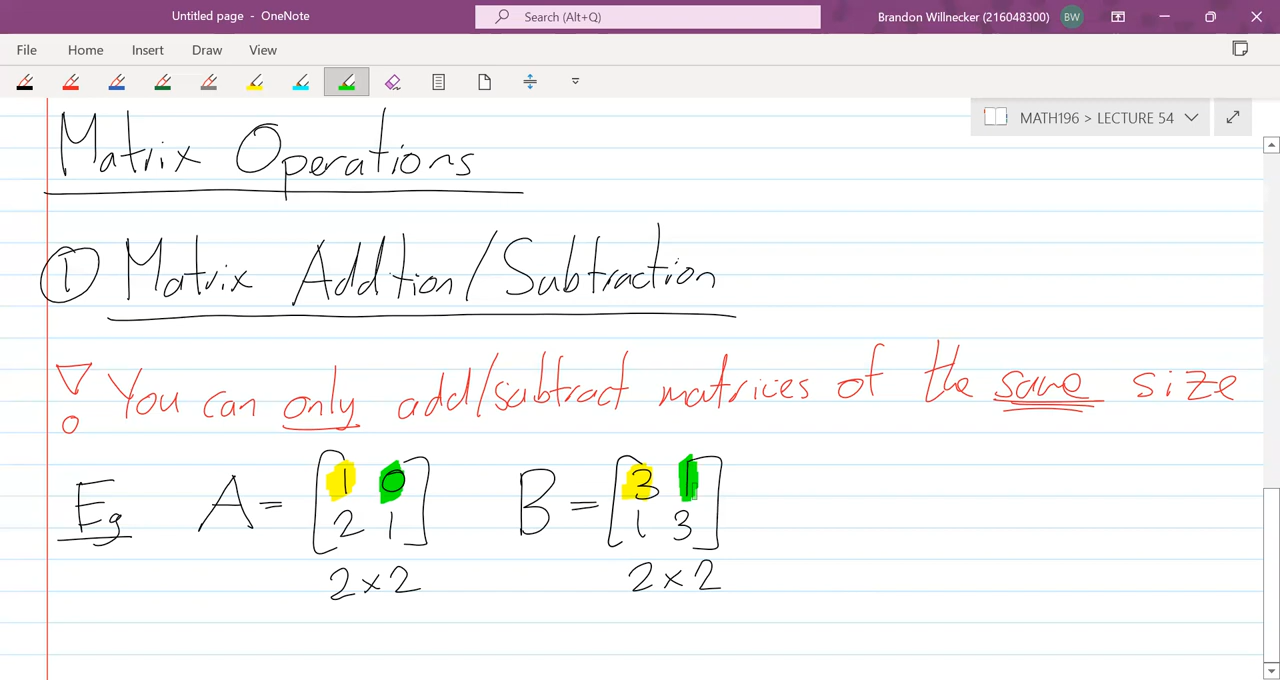 Untitled page - OneNote
Search (Alt+Q)
Brandon Willnecker (216048300)
BW
File Home Insert Draw View
MATH196 > LECTURE 54
Matrix Operations
① Matrix Addtion/Subtraction
! You can only add/subtract matrices of the same size
Eg A = [1 0 B = [3 1
2 1] 1 3]
2×2 2×2